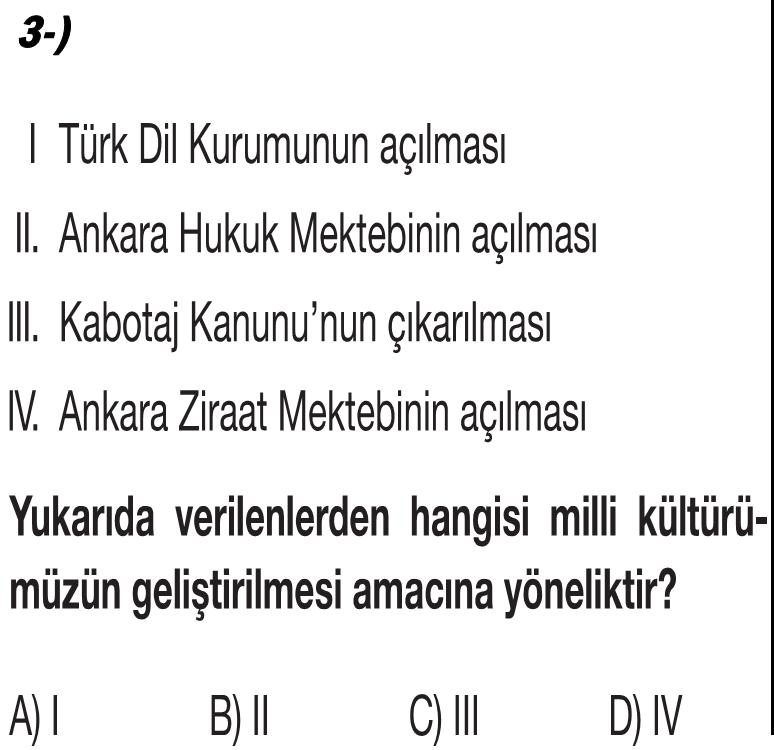 3-)
I Türk Dil Kurumunun açılması
II. Ankara Hukuk Mektebinin açılması
III. Kabotaj Kanunu’nun çıkarılması
IV. Ankara Ziraat Mektebinin açılması
Yukarıda verilenlerden hangisi milli kültürü-
müzün geliştirilmesi amacına yöneliktir?
A) I B) II C) III D) IV